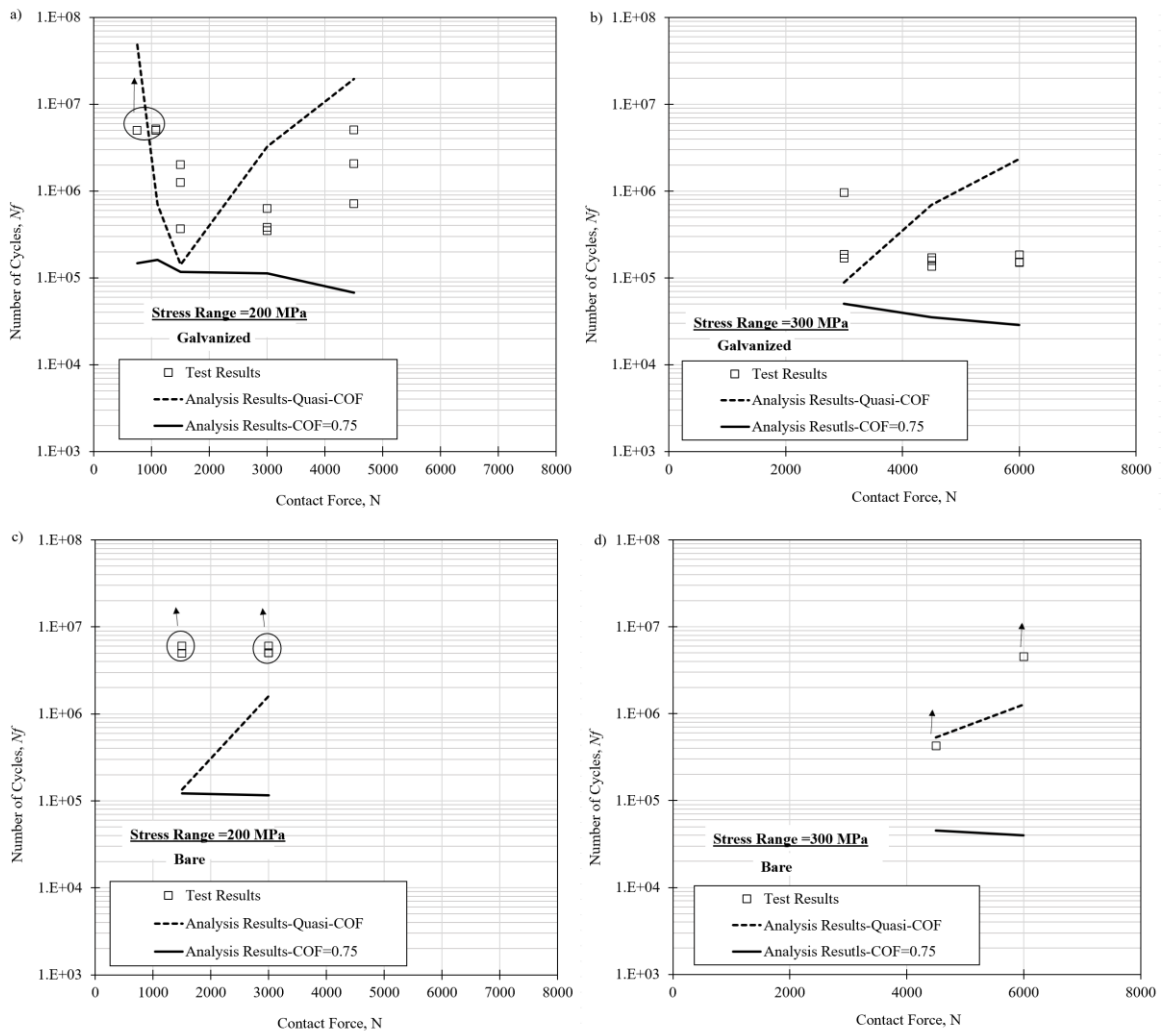 a)
1.E+08
1.E+07
1.E+06
1.E+05
1.E+04
1.E+03
Number of Cycles, Nf
Stress Range =200 MPa
Galvanized
Test Results
Analysis Results-Quasi-COF
Analysis Results-COF=0.75
0 1000 2000 3000 4000 5000 6000 7000 8000
Contact Force, N
b)
1.E+08
1.E+07
1.E+06
1.E+05
1.E+04
1.E+03
Number of Cycles, Nf
Stress Range =300 MPa
Galvanized
Test Results
Analysis Results-Quasi-COF
Analysis Resutls-COF=0.75
0 2000 4000 6000 8000
Contact Force, N
c)
1.E+08
1.E+07
1.E+06
1.E+05
1.E+04
1.E+03
Number of Cycles, Nf
Stress Range =200 MPa
Bare
Test Results
Analysis Results-Quasi-COF
Analysis Results-COF=0.75
0 1000 2000 3000 4000 5000 6000 7000 8000
Contact Force, N
d)
1.E+08
1.E+07
1.E+06
1.E+05
1.E+04
1.E+03
Number of Cycles, Nf
Stress Range =300 MPa
Bare
Test Results
Analysis Results-Quasi-COF
Analysis Resutls-COF=0.75
0 2000 4000 6000 8000
Contact Force, N